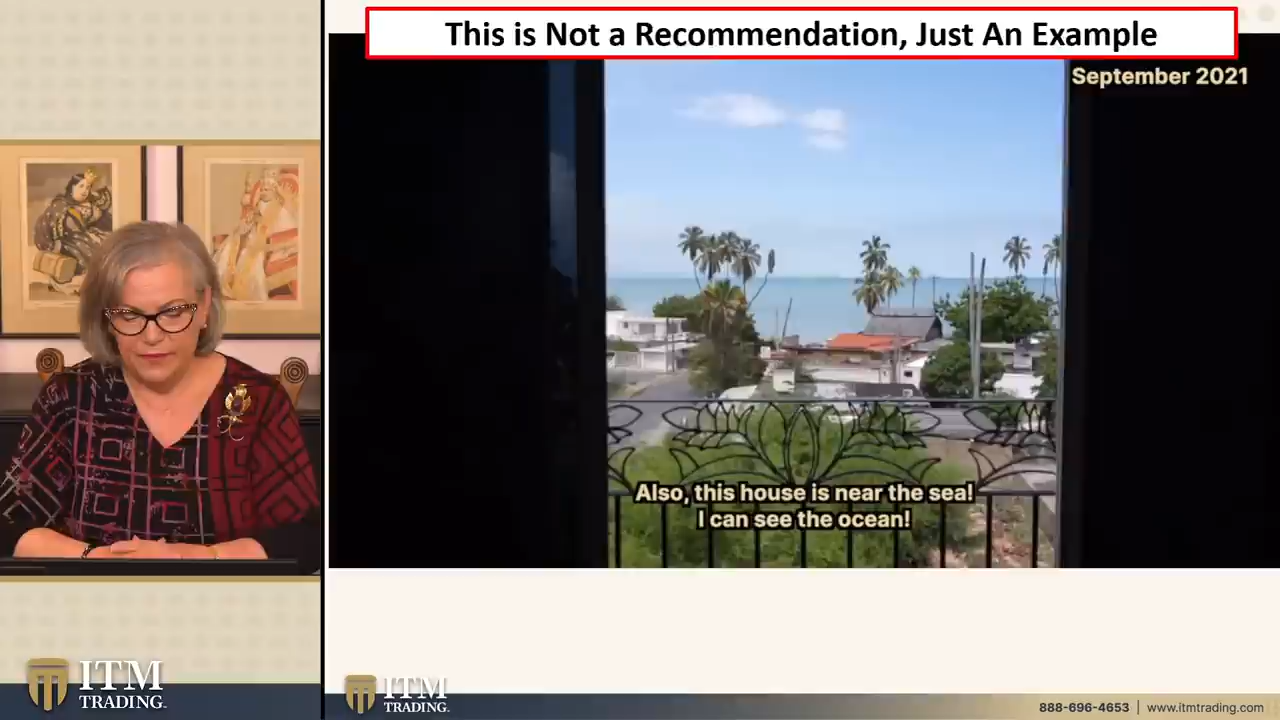 This is Not a Recommendation, Just An Example
September 2021
Also, this house is near the sea!
I can see the ocean!
ITM
TRADING
ITM
TRADING
888-696-4653 | www.itmtrading.com